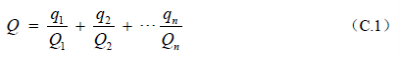 Q = q₁/Q₁ + q₂/Q₂ + ⋯ qₙ/Qₙ (C.1)